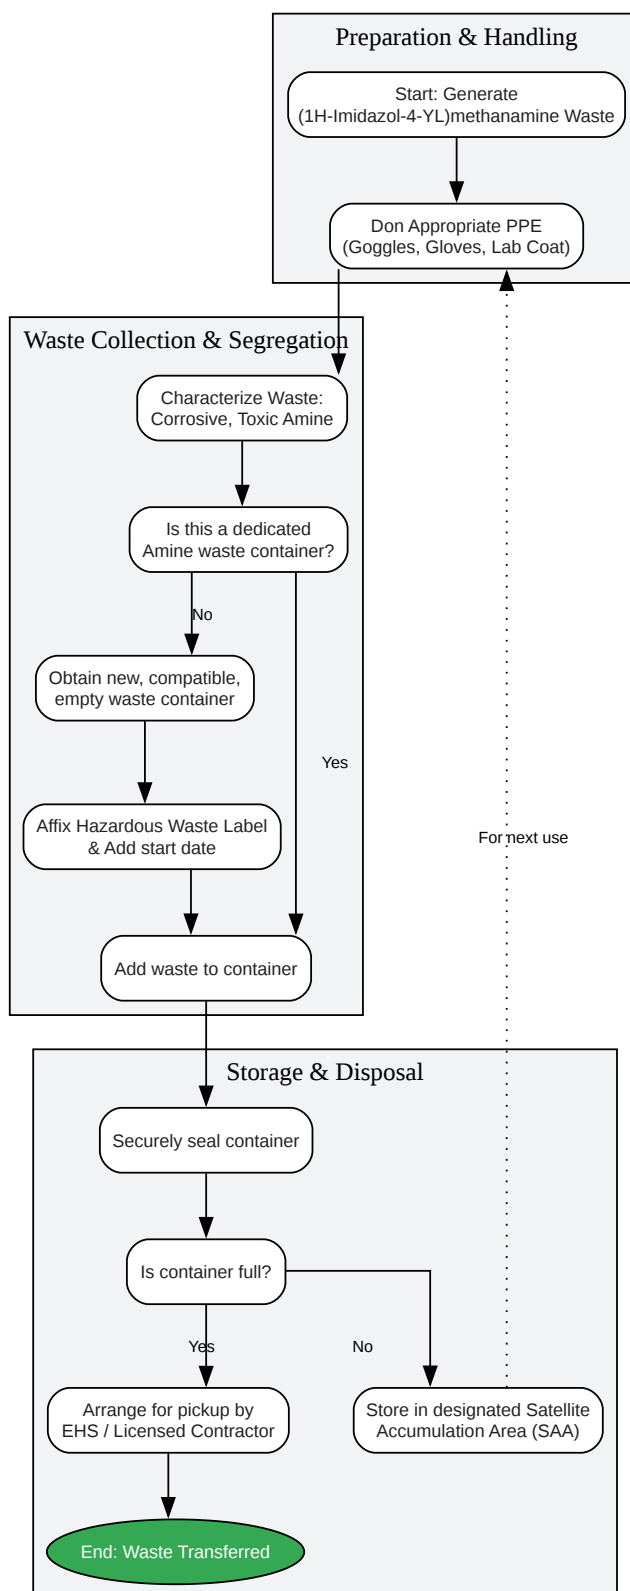 Preparation & Handling
Start: Generate
(1H-Imidazol-4-YL)methanamine Waste
Don Appropriate PPE
(Goggles, Gloves, Lab Coat)
Waste Collection & Segregation
Characterize Waste:
Corrosive, Toxic Amine
Is this a dedicated
Amine waste container?
No
Obtain new, compatible,
empty waste container
Yes
Affix Hazardous Waste Label
& Add start date
For next use
Add waste to container
Storage & Disposal
Securely seal container
Is container full?
Yes
No
Arrange for pickup by
EHS / Licensed Contractor
Store in designated Satellite
Accumulation Area (SAA)
End: Waste Transferred